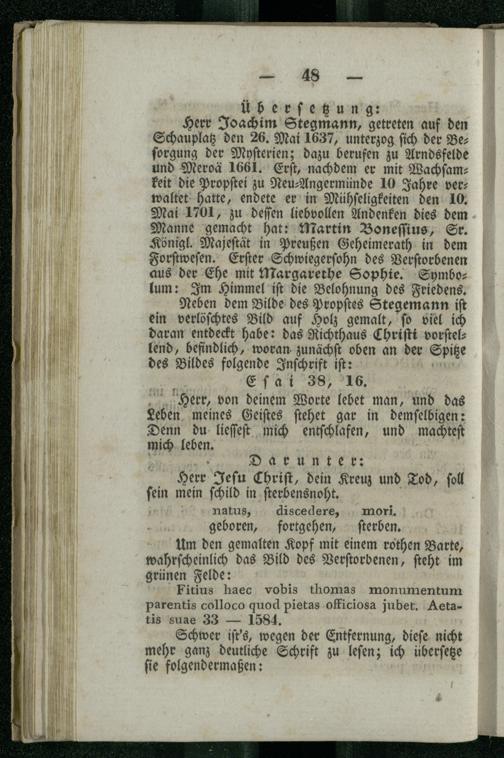 — 48 —
Übersetzung:
Herr Joachim Stegmann, getreten auf den
Schauplatz den 26. Mai 1637, unterzog sich der Be-
sorgung der Mysterien; dazu berufen zu Arndsfelde
und Meroä 1661. Erst, nachdem er mit Wachsam-
keit die Propstei zu Neu-Angermünde 10 Jahre ver-
waltet hatte, endete er in Mühseligkeiten den 10.
Mai 1701, zu dessen liebvollen Andenken dies dem
Manne gemacht hat: Martin Bonessius, Sr.
Königl. Majestät in Preußen Geheimerath in dem
Forstwesen. Erster Schwiegersohn des Verstorbenen
aus der Ehe mit Margarethe Sophie. Symbo-
lum: Im Himmel ist die Belohnung des Friedens.
Neben dem Bilde des Propstes Stegemann ist
ein verlöschtes Bild auf Holz gemalt, so viel ich
daran entdeckt habe: das Richthaus Christi vorstel-
lend, befindlich, woran zunächst oben an der Spitze
des Bildes folgende Inschrift ist:
Esai 38, 16.
Herr, von deinem Worte lebet man, und das
Leben meines Geistes stehet gar in demselbigen:
Denn du liessest mich entschlafen, und machtest
mich leben.
Darunter:
Herr Jesu Christ, dein Kreuz und Tod, soll
sein mein schild in sterbensnoht.
natus, discedere, mori.
geboren, fortgehen, sterben.
Um den gemalten Kopf mit einem rothen Barte,
wahrscheinlich das Bild des Verstorbenen, steht im
grünen Felde:
Fitius haec vobis thomas monumentum
parentis colloco quod pietas officiosa jubet. Aeta-
tis suae 33 — 1584.
Schwer ist's, wegen der Entfernung, diese nicht
mehr ganz deutliche Schrift zu lesen; ich übersetze
sie folgendermaßen: